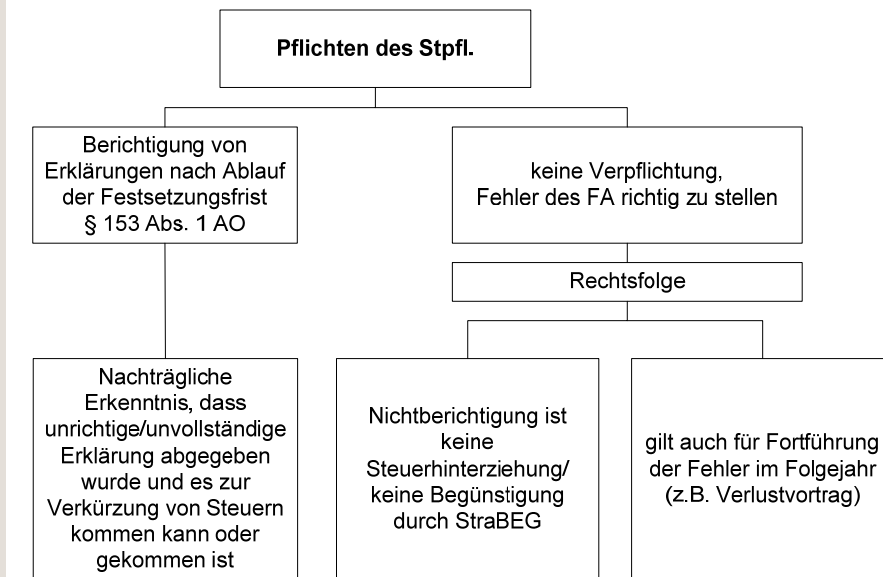 Pflichten des Stpfl.
Berichtigung von
Erklärungen nach Ablauf
der Festsetzungsfrist
§ 153 Abs. 1 AO
keine Verpflichtung,
Fehler des FA richtig zu stellen
Rechtsfolge
Nachträgliche
Erkenntnis, dass
unrichtige/unvollständige
Erklärung abgegeben
wurde und es zur
Verkürzung von Steuern
kommen kann oder
gekommen ist
Nichtberichtigung ist
keine
Steuerhinterziehung/
keine Begünstigung
durch StraBEG
gilt auch für Fortführung
der Fehler im Folgejahr
(z.B. Verlustvortrag)